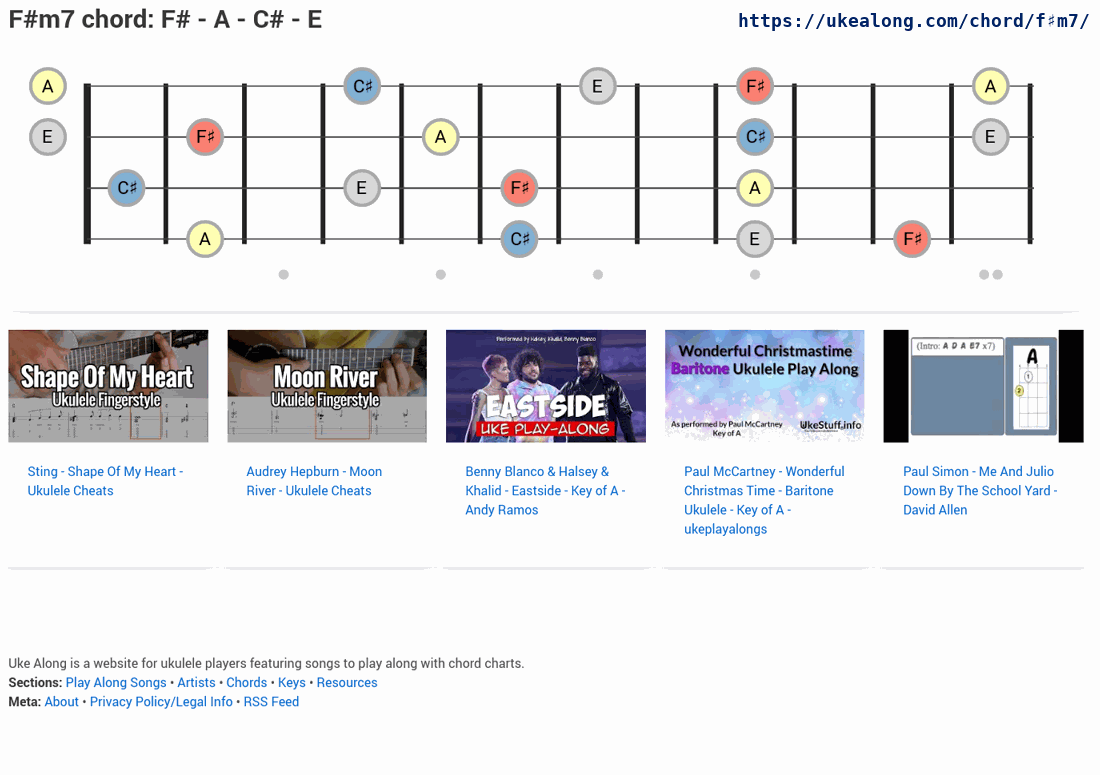 F#m7 chord: F# - A - C# - E
https://ukealong.com/chord/f♯m7/
A C♯ E F♯ A
E F♯ A C♯ E
C♯ E F♯ A
A C♯ E F♯
Shape Of My Heart
Ukulele Fingerstyle
Moon River
Ukulele Fingerstyle
Performed by Halsey, Khalid, Benny Blanco
EASTSIDE
UKE PLAY-ALONG
Wonderful Christmastime
Baritone Ukulele Play Along
As performed by Paul McCartney
Key of A
UkeStuff.info
(Intro: A D A E7 x7)
A
1
2
Sting - Shape Of My Heart -
Ukulele Cheats
Audrey Hepburn - Moon
River - Ukulele Cheats
Benny Blanco & Halsey &
Khalid - Eastside - Key of A -
Andy Ramos
Paul McCartney - Wonderful
Christmas Time - Baritone
Ukulele - Key of A -
ukeplayalongs
Paul Simon - Me And Julio
Down By The School Yard -
David Allen
Uke Along is a website for ukulele players featuring songs to play along with chord charts.
Sections: Play Along Songs • Artists • Chords • Keys • Resources
Meta: About • Privacy Policy/Legal Info • RSS Feed